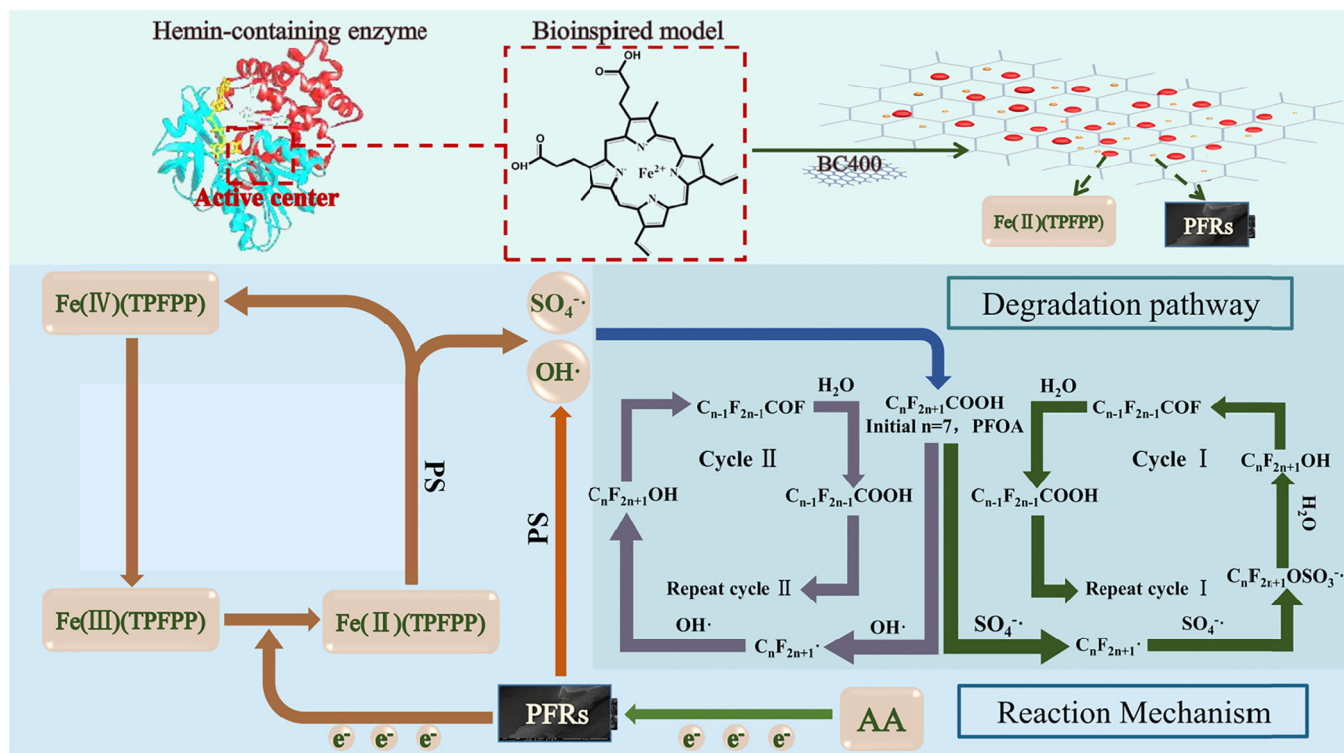 Hemin-containing enzyme
Active center
Bioinspired model
OH
O
O
OH
N
N⁻
N
N
Fe²⁺
BC400
Fe(Ⅱ)(TPFPP)
PFRs
Fe(Ⅳ)(TPFPP)
SO₄⁻·
OH·
PS
PS
Fe(Ⅲ)(TPFPP)
Fe(Ⅱ)(TPFPP)
PFRs
e⁻ e⁻ e⁻
e⁻ e⁻ e⁻
AA
Degradation pathway
CₙF₂ₙ₊₁COOH
Initial n=7, PFOA
Cₙ₋₁F₂ₙ₋₁COF
H₂O
Cycle Ⅱ
CₙF₂ₙ₊₁OH
Cₙ₋₁F₂ₙ₋₁COOH
Repeat cycle Ⅱ
OH·
CₙF₂ₙ₊₁·
OH·
H₂O
Cₙ₋₁F₂ₙ₋₁COF
Cycle Ⅰ
CₙF₂ₙ₊₁OH
Cₙ₋₁F₂ₙ₋₁COOH
H₂O
Repeat cycle Ⅰ
CₙF₂ₙ₊₁OSO₃⁻·
SO₄⁻·
CₙF₂ₙ₊₁·
SO₄⁻·
Reaction Mechanism